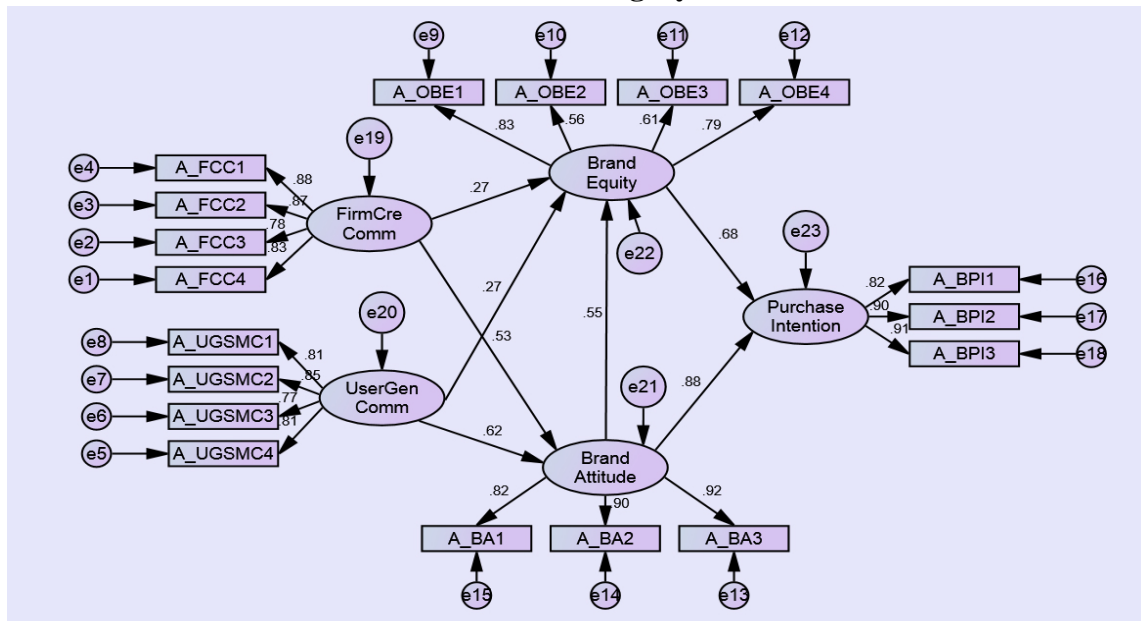 e9
e10
e11
e12
A_OBE1
A_OBE2
A_OBE3
A_OBE4
.83
.56
.61
.79
e19
Brand
Equity
e4
A_FCC1
.88
e3
A_FCC2
.87
e2
A_FCC3
.78
e1
A_FCC4
.83
FirmCre
Comm
.27
e22
.68
e23
.27
.53
.55
Purchase
Intention
.82
A_BPI1
e16
.90
A_BPI2
e17
.91
A_BPI3
e18
e20
e8
A_UGSMC1
.81
e7
A_UGSMC2
.85
e6
A_UGSMC3
.77
e5
A_UGSMC4
.81
UserGen
Comm
.62
e21
.88
Brand
Attitude
.82
.90
.92
A_BA1
A_BA2
A_BA3
e15
e14
e13